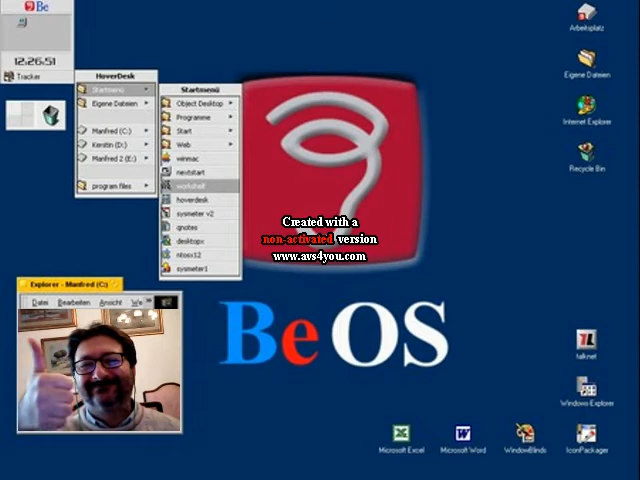 Be
12:26:51
Tracker
HoverDesk
Startmenü
Eigene Dateien
Manfred (C:)
Kerstin (D:)
Manfred 2 (E:)
program files
Startmenü
Object Desktop
Programme
Start
Web
winmac
nextstart
workshelf
hoverdesk
sysmeter v2
qnotes
desktopx
ntosx12
sysmeter1
Created with a
non-activated version
www.avs4you.com
Explorer - Manfred (C:)
Datei Bearbeiten Ansicht We »
BeOS
Arbeitsplatz
Eigene Dateien
Internet Explorer
Recycle Bin
talknet
Windows-Explorer
Microsoft Excel
Microsoft Word
WindowBlinds
IconPackager